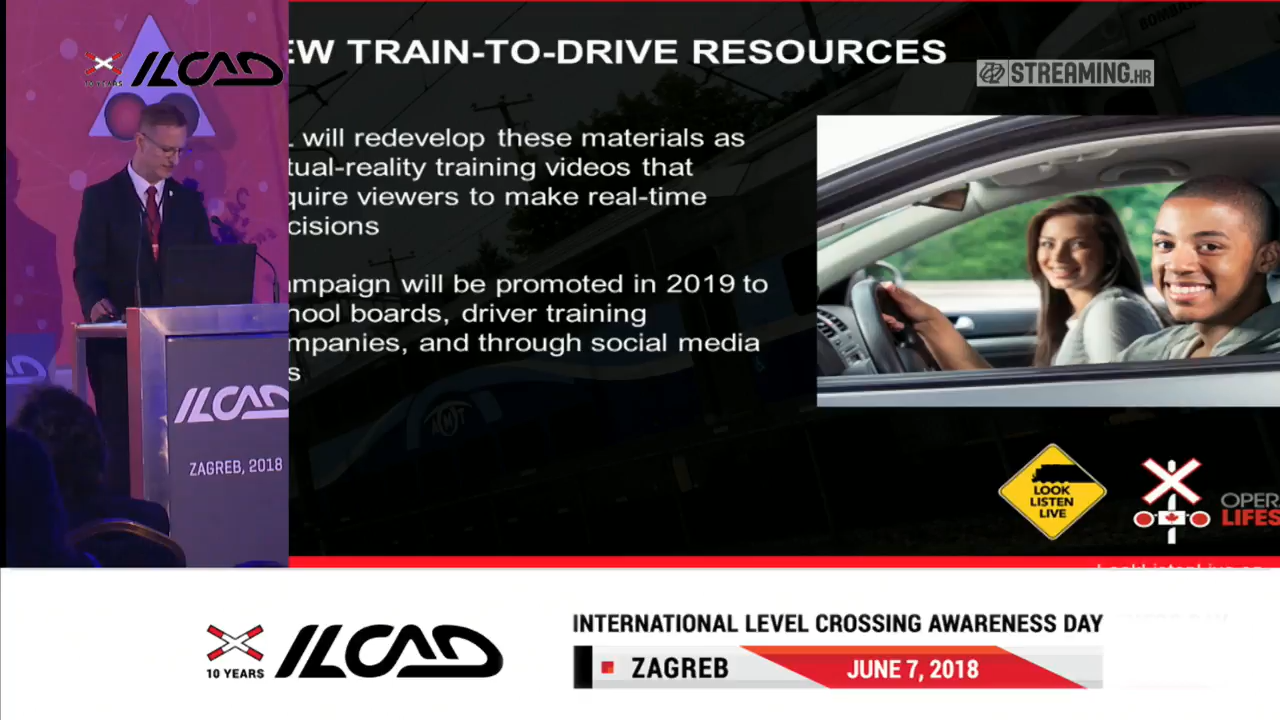 EW TRAIN-TO-DRIVE RESOURCES
ILCAD
10 YEARS
STREAMING.HR
will redevelop these materials as
tual-reality training videos that
quire viewers to make real-time
cisions
ampaign will be promoted in 2019 to
hool boards, driver training
mpanies, and through social media
s
ILCAD
ZAGREB, 2018
LOOK
LISTEN
LIVE
OPER
LIFES
10 YEARS
ILCAD
INTERNATIONAL LEVEL CROSSING AWARENESS DAY
ZAGREB
JUNE 7, 2018